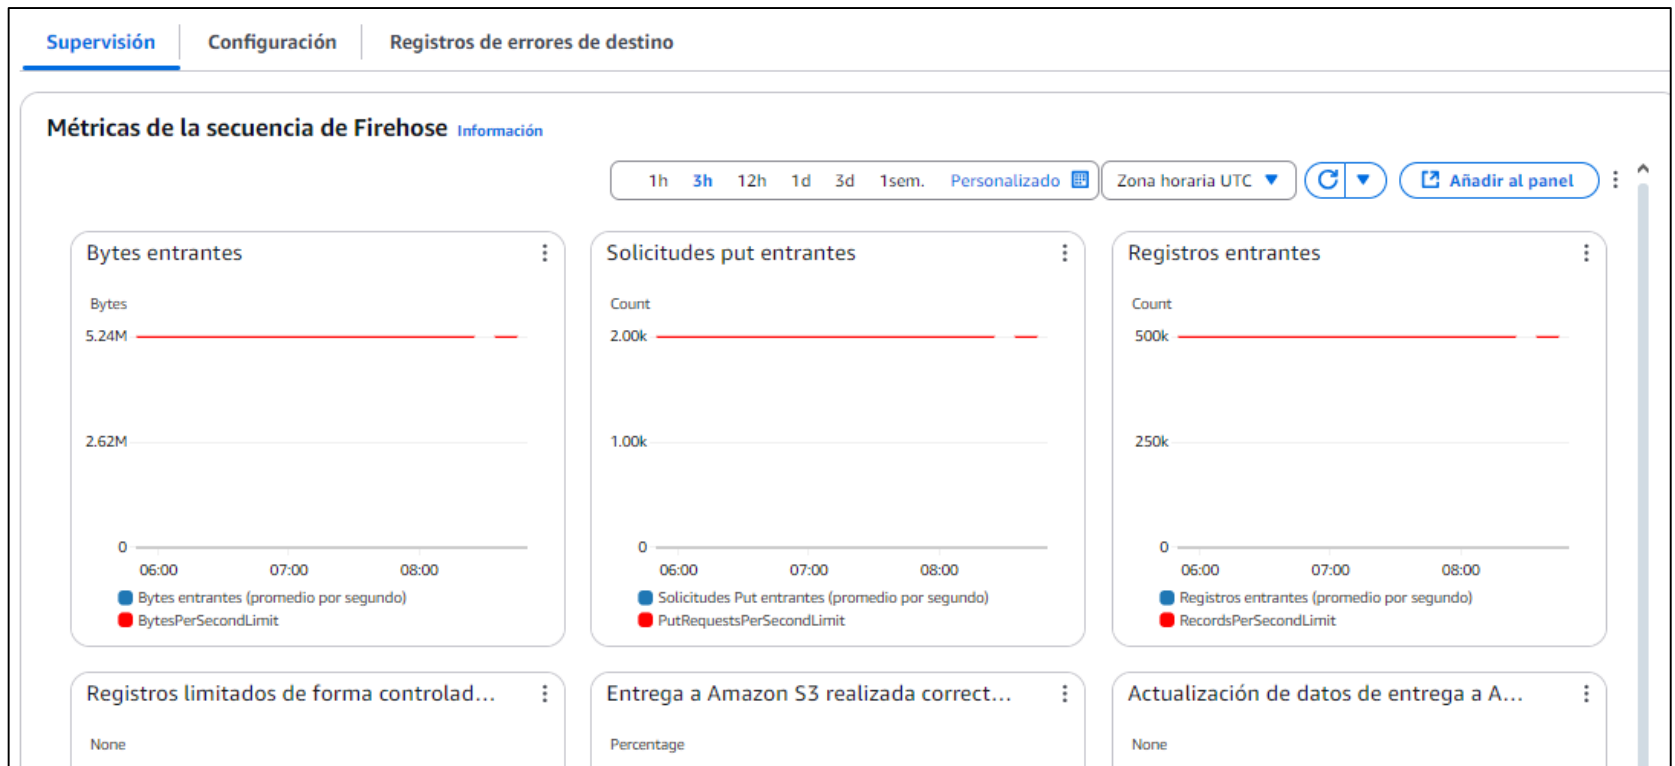 Supervisión Configuración Registros de errores de destino
Métricas de la secuencia de Firehose Información
1h 3h 12h 1d 3d 1sem. Personalizado Zona horaria UTC Añadir al panel
Bytes entrantes
Bytes
5.24M
2.62M
0
06:00 07:00 08:00
Bytes entrantes (promedio por segundo)
BytesPerSecondLimit
Solicitudes put entrantes
Count
2.00k
1.00k
0
06:00 07:00 08:00
Solicitudes Put entrantes (promedio por segundo)
PutRequestsPerSecondLimit
Registros entrantes
Count
500k
250k
0
06:00 07:00 08:00
Registros entrantes (promedio por segundo)
RecordsPerSecondLimit
Registros limitados de forma controlad...
None
Entrega a Amazon S3 realizada correct...
Percentage
Actualización de datos de entrega a A...
None